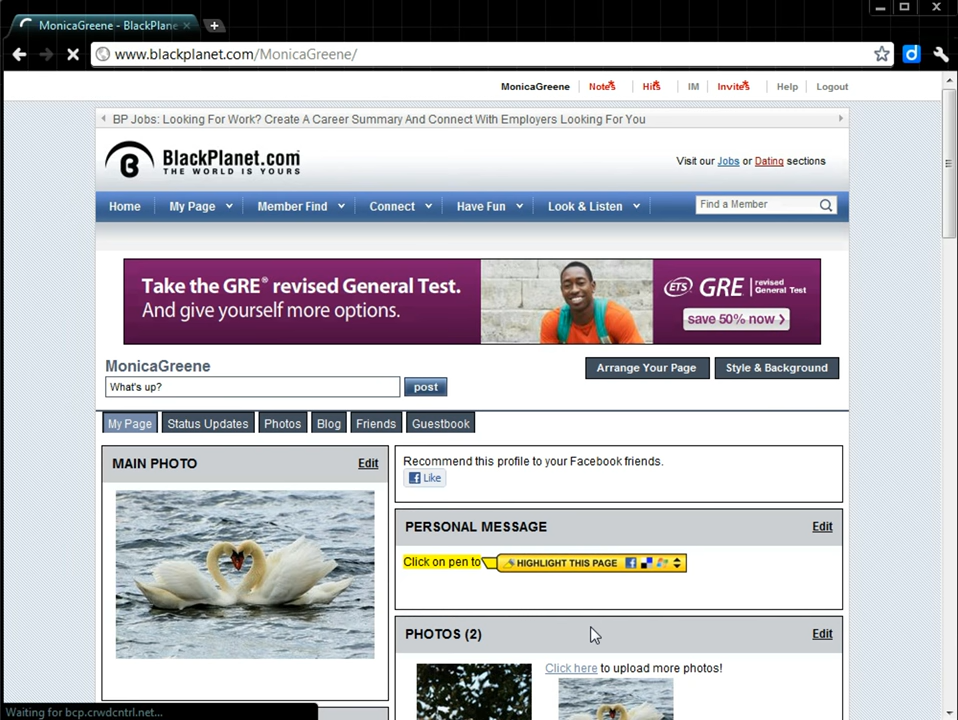 MonicaGreene - BlackPlane
www.blackplanet.com/MonicaGreene/
MonicaGreene Notes Hits IM Invites Help Logout
BP Jobs: Looking For Work? Create A Career Summary And Connect With Employers Looking For You
BlackPlanet.com
THE WORLD IS YOURS
Visit our Jobs or Dating sections
Home My Page Member Find Connect Have Fun Look & Listen Find a Member
Take the GRE® revised General Test.
And give yourself more options.
ETS GRE revised General Test
save 50% now
MonicaGreene
Arrange Your Page Style & Background
What's up? post
My Page Status Updates Photos Blog Friends Guestbook
MAIN PHOTO Edit
Recommend this profile to your Facebook friends.
Like
PERSONAL MESSAGE Edit
Click on pen to HIGHLIGHT THIS PAGE
PHOTOS (2) Edit
Click here to upload more photos!
Waiting for bcp.crwdcntrl.net...